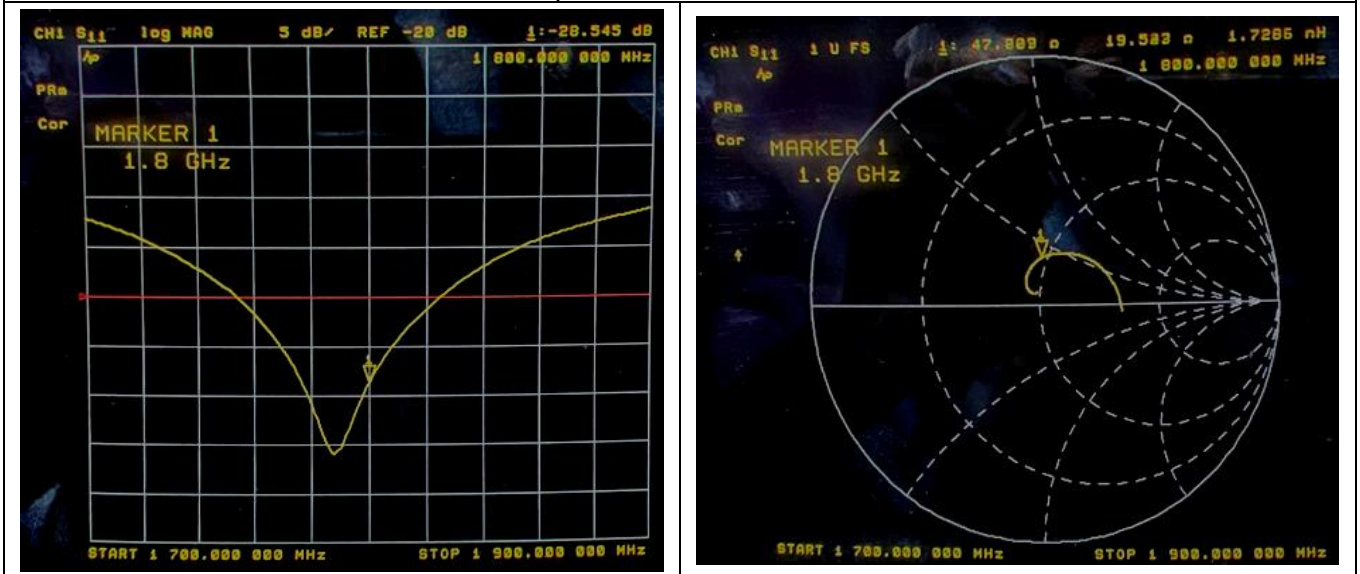 CH1 S11 log MAG 5 dB/ REF -20 dB 1:-28.545 dB
1 800.000 000 MHz
PRm
Cor
MARKER 1
1.8 GHz
START 1 700.000 000 MHz STOP 1 900.000 000 MHz
CH1 S11 1 U FS 1: 47.809 Ω 19.523 Ω 1.7286 nH
1 800.000 000 MHz
PRm
Cor
MARKER 1
1.8 GHz
START 1 700.000 000 MHz STOP 1 900.000 000 MHz